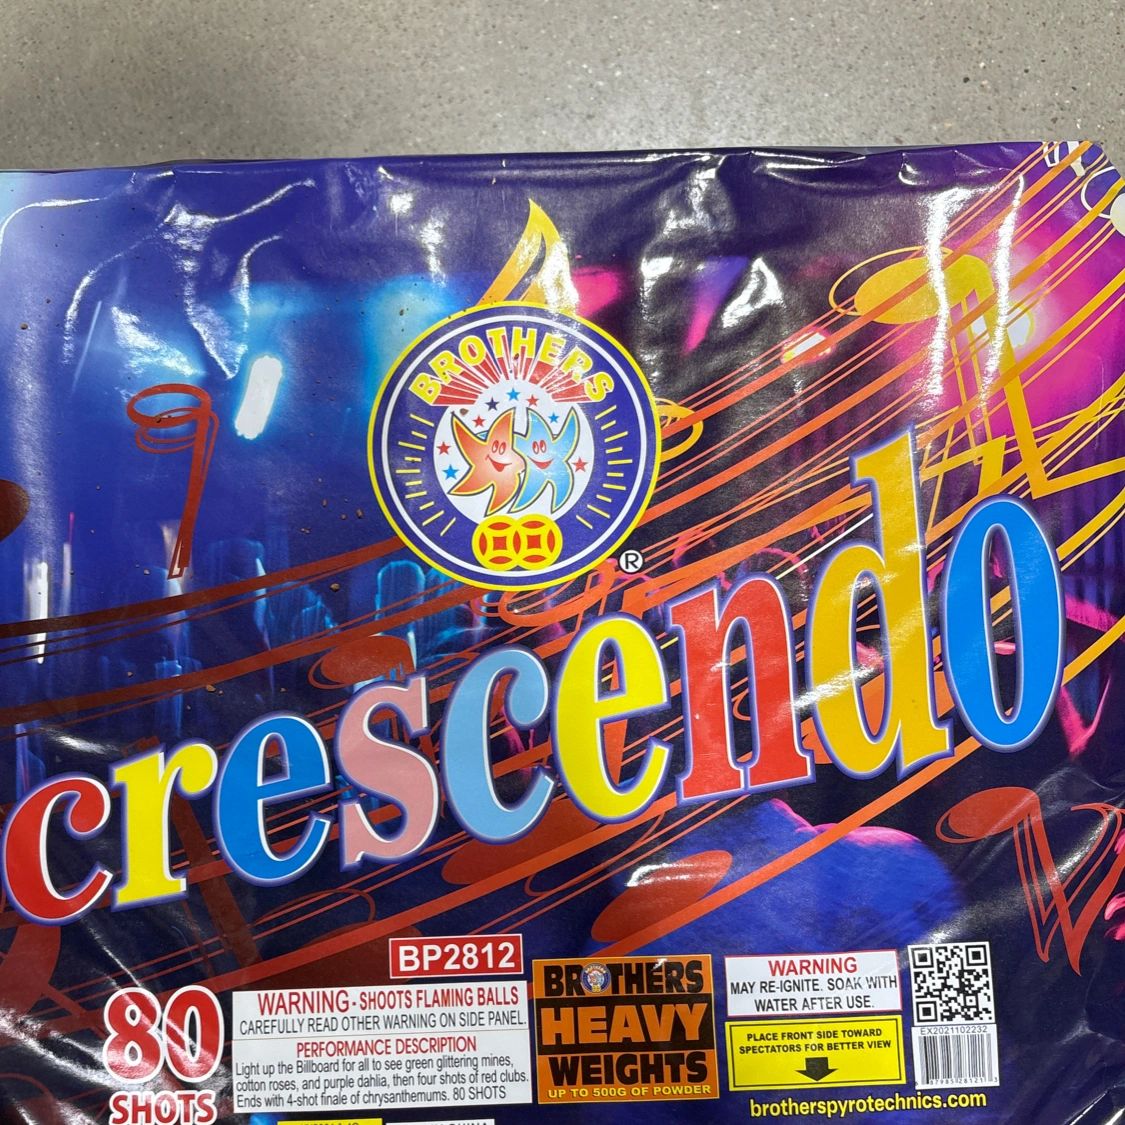 BROTHERS
®
crescendo
BP2812
80
SHOTS
WARNING - SHOOTS FLAMING BALLS
CAREFULLY READ OTHER WARNING ON SIDE PANEL.
PERFORMANCE DESCRIPTION
Light up the Billboard for all to see green glittering mines,
cotton roses, and purple dahlia, then four shots of red clubs.
Ends with 4-shot finale of chrysanthemums. 80 SHOTS
BROTHERS
HEAVY
WEIGHTS
UP TO 500G OF POWDER
WARNING
MAY RE-IGNITE. SOAK WITH
WATER AFTER USE.
PLACE FRONT SIDE TOWARD
SPECTATORS FOR BETTER VIEW
EX2021102232
brotherspyrotechnics.com